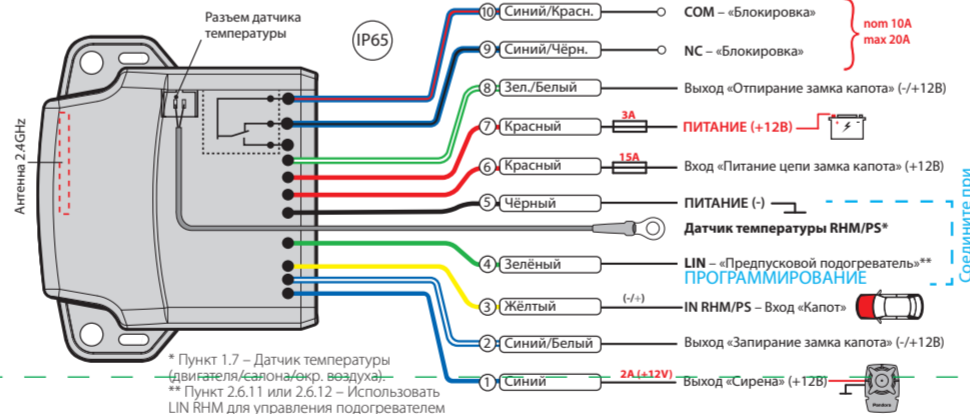 Разъем датчика
температуры
IP65
Антенна 2.4GHz
10 Синий/Красн. COM – «Блокировка»
nom 10A
max 20A
9 Синий/Чёрн. NC – «Блокировка»
8 Зел./Белый Выход «Отпирание замка капота» (-/+12В)
7 Красный 3A ПИТАНИЕ (+12В)
6 Красный 15A Вход «Питание цепи замка капота» (+12В)
5 Чёрный ПИТАНИЕ (-)
Датчик температуры RHM/PS*
4 Зелёный LIN – «Предпусковой подогреватель»**
ПРОГРАММИРОВАНИЕ
Соедините при
3 Жёлтый (-/+) IN RHM/PS – Вход «Капот»
2 Синий/Белый Выход «Запирание замка капота» (-/+12В)
1 Синий 2A (+12V) Выход «Сирена» (+12В)
Pandora
* Пункт 1.7 – Датчик температуры
(двигателя/салона/окр. воздуха).
** Пункт 2.6.11 или 2.6.12 – Использовать
LIN RHM для управления подогревателем